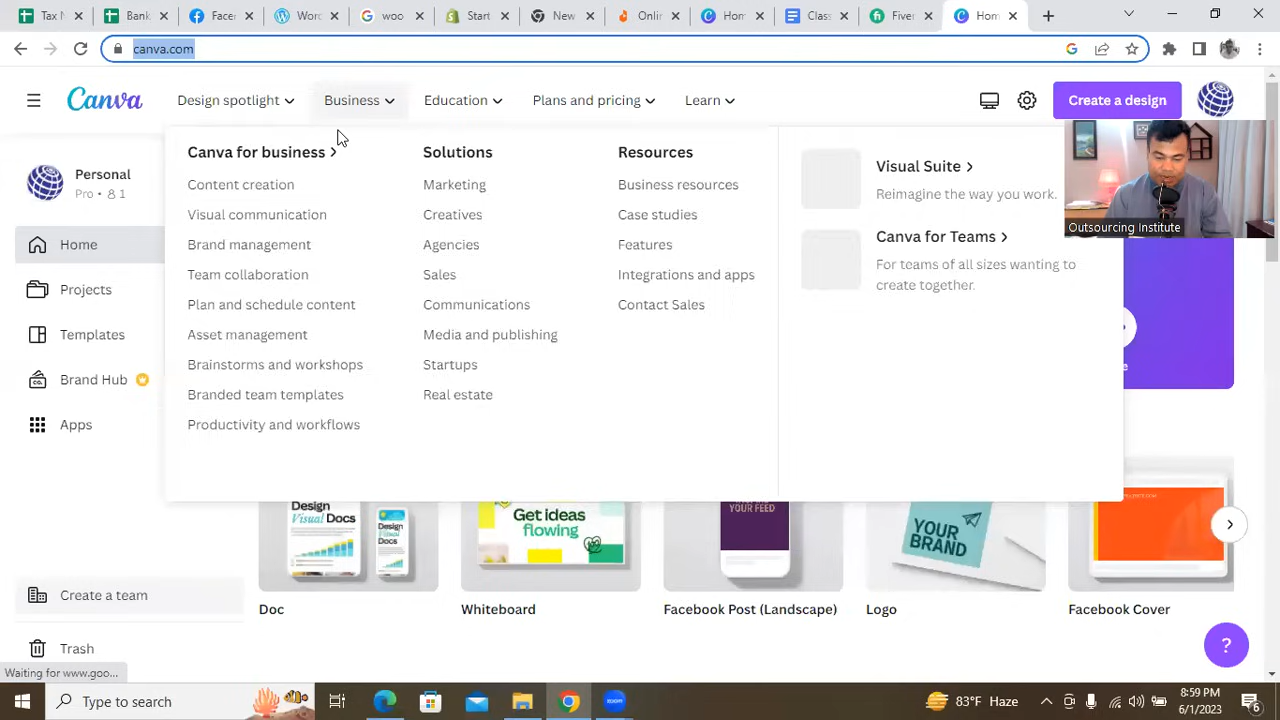 Tax N
Bank
Facel
Word
woo
Start
New
Onlin
Hom
Class
Fiver
Hom
canva.com
Canva
Design spotlight
Business
Education
Plans and pricing
Learn
Create a design
Personal
Pro • 1
Home
Projects
Templates
Brand Hub
Apps
Create a team
Trash
Canva for business
Content creation
Visual communication
Brand management
Team collaboration
Plan and schedule content
Asset management
Brainstorms and workshops
Branded team templates
Productivity and workflows
Solutions
Marketing
Creatives
Agencies
Sales
Communications
Media and publishing
Startups
Real estate
Resources
Business resources
Case studies
Features
Integrations and apps
Contact Sales
Visual Suite
Reimagine the way you work.
Canva for Teams
For teams of all sizes wanting to
create together.
Outsourcing Institute
Design
Visual Docs
Design
Visual Docs
Get ideas
flowing
YOUR FEED
YOUR
BRAND
Doc
Whiteboard
Facebook Post (Landscape)
Logo
Facebook Cover
?
Waiting for www.goo...
Type to search
83°F Haze
8:59 PM
6/1/2023
6